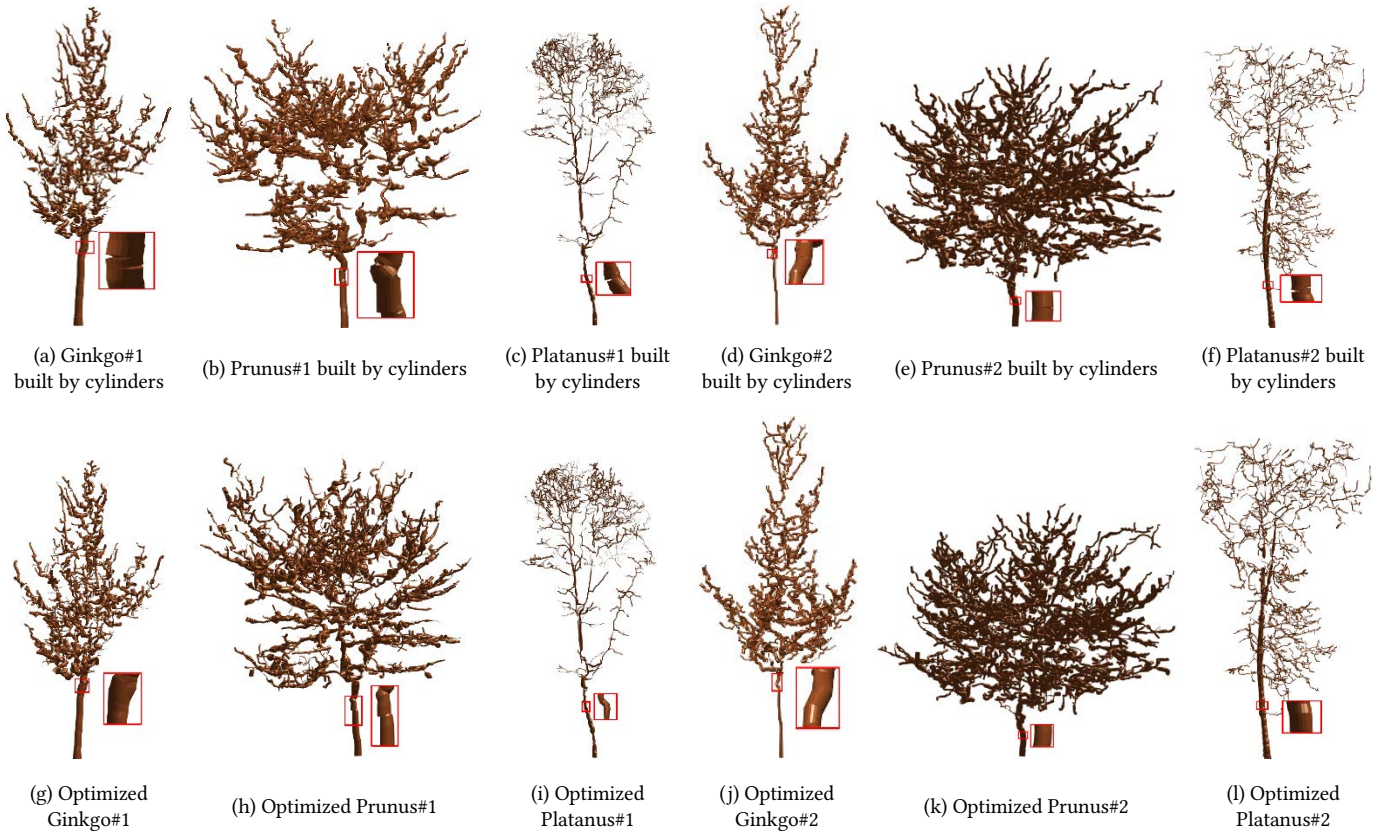 (a) Ginkgo#1
built by cylinders
(b) Prunus#1 built by cylinders
(c) Platanus#1 built
by cylinders
(d) Ginkgo#2
built by cylinders
(e) Prunus#2 built by cylinders
(f) Platanus#2 built
by cylinders
(g) Optimized
Ginkgo#1
(h) Optimized Prunus#1
(i) Optimized
Platanus#1
(j) Optimized
Ginkgo#2
(k) Optimized Prunus#2
(l) Optimized
Platanus#2